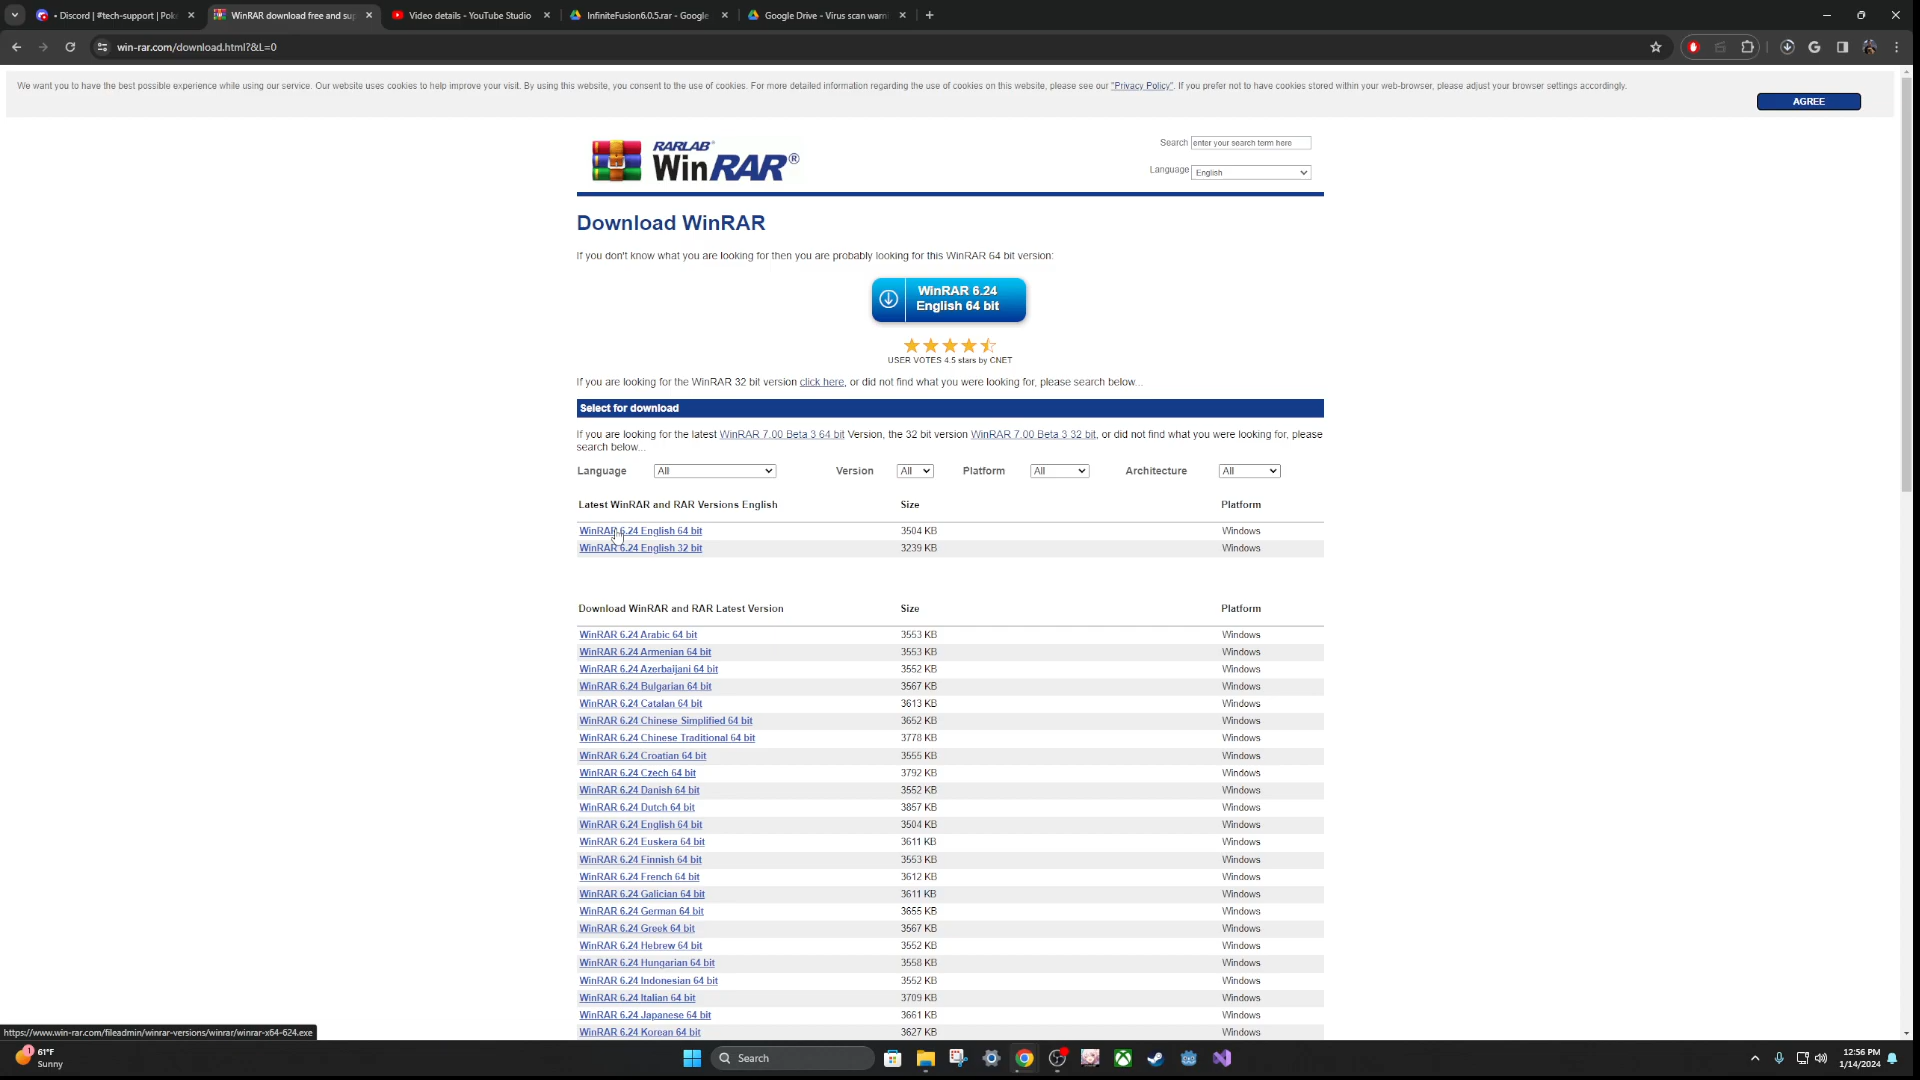 • Discord | #tech-support | Pok
WinRAR download free and sup
Video details - YouTube Studio
InfiniteFusion6.0.5.rar - Google
Google Drive - Virus scan warni
win-rar.com/download.html?&L=0
We want you to have the best possible experience while using our service. Our website uses cookies to help improve your visit. By using this website, you consent to the use of cookies. For more detailed information regarding the use of cookies on this website, please see our "Privacy Policy". If you prefer not to have cookies stored within your web-browser, please adjust your browser settings accordingly.
AGREE
RARLAB®
WinRAR®
Search enter your search term here
Language English
Download WinRAR
If you don't know what you are looking for then you are probably looking for this WinRAR 64 bit version:
WinRAR 6.24
English 64 bit
USER VOTES 4.5 stars by CNET
If you are looking for the WinRAR 32 bit version click here, or did not find what you were looking for, please search below...
Select for download
If you are looking for the latest WinRAR 7.00 Beta 3 64 bit Version, the 32 bit version WinRAR 7.00 Beta 3 32 bit, or did not find what you were looking for, please
search below...
Language All Version All Platform All Architecture All
Latest WinRAR and RAR Versions English Size Platform
WinRAR 6.24 English 64 bit 3504 KB Windows
WinRAR 6.24 English 32 bit 3239 KB Windows
Download WinRAR and RAR Latest Version Size Platform
WinRAR 6.24 Arabic 64 bit 3553 KB Windows
WinRAR 6.24 Armenian 64 bit 3553 KB Windows
WinRAR 6.24 Azerbaijani 64 bit 3552 KB Windows
WinRAR 6.24 Bulgarian 64 bit 3567 KB Windows
WinRAR 6.24 Catalan 64 bit 3613 KB Windows
WinRAR 6.24 Chinese Simplified 64 bit 3652 KB Windows
WinRAR 6.24 Chinese Traditional 64 bit 3778 KB Windows
WinRAR 6.24 Croatian 64 bit 3555 KB Windows
WinRAR 6.24 Czech 64 bit 3792 KB Windows
WinRAR 6.24 Danish 64 bit 3552 KB Windows
WinRAR 6.24 Dutch 64 bit 3857 KB Windows
WinRAR 6.24 English 64 bit 3504 KB Windows
WinRAR 6.24 Euskera 64 bit 3611 KB Windows
WinRAR 6.24 Finnish 64 bit 3553 KB Windows
WinRAR 6.24 French 64 bit 3612 KB Windows
WinRAR 6.24 Galician 64 bit 3611 KB Windows
WinRAR 6.24 German 64 bit 3655 KB Windows
WinRAR 6.24 Greek 64 bit 3567 KB Windows
WinRAR 6.24 Hebrew 64 bit 3552 KB Windows
WinRAR 6.24 Hungarian 64 bit 3558 KB Windows
WinRAR 6.24 Indonesian 64 bit 3552 KB Windows
WinRAR 6.24 Italian 64 bit 3709 KB Windows
WinRAR 6.24 Japanese 64 bit 3661 KB Windows
WinRAR 6.24 Korean 64 bit 3627 KB Windows
https://www.win-rar.com/fileadmin/winrar-versions/winrar/winrar-x64-624.exe
1
61°F
Sunny
Search
12:56 PM
1/14/2024